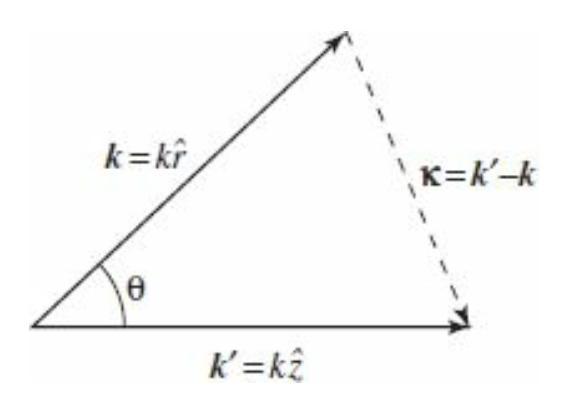 k = kr̂
κ = k′–k
θ
k′ = kẑ